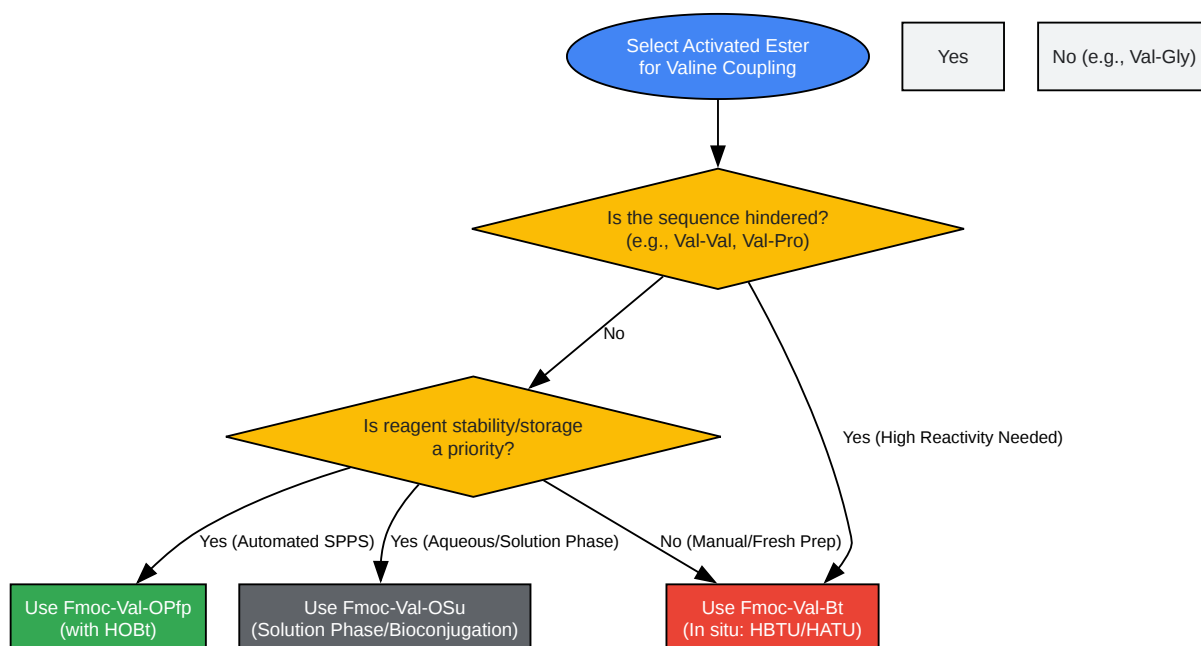 Select Activated Ester
for Valine Coupling
Yes
No (e.g., Val-Gly)
Is the sequence hindered?
(e.g., Val-Val, Val-Pro)
No
Is reagent stability/storage
a priority?
Yes (High Reactivity Needed)
Yes (Automated SPPS)
Yes (Aqueous/Solution Phase)
No (Manual/Fresh Prep)
Use Fmoc-Val-OPfp
(with HOBt)
Use Fmoc-Val-OSu
(Solution Phase/Bioconjugation)
Use Fmoc-Val-Bt
(In situ: HBTU/HATU)